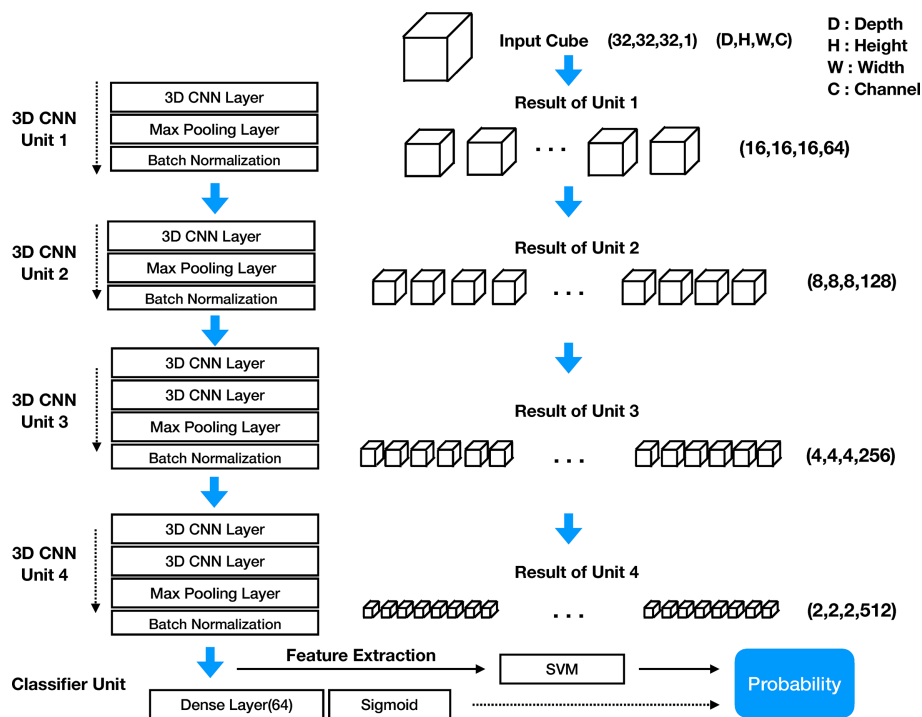 Input Cube (32,32,32,1) (D,H,W,C)
D : Depth
H : Height
W : Width
C : Channel
3D CNN
Unit 1
3D CNN Layer
Max Pooling Layer
Batch Normalization
Result of Unit 1
. . .
(16,16,16,64)
3D CNN
Unit 2
3D CNN Layer
Max Pooling Layer
Batch Normalization
Result of Unit 2
. . .
(8,8,8,128)
3D CNN
Unit 3
3D CNN Layer
3D CNN Layer
Max Pooling Layer
Batch Normalization
Result of Unit 3
. . .
(4,4,4,256)
3D CNN
Unit 4
3D CNN Layer
3D CNN Layer
Max Pooling Layer
Batch Normalization
Result of Unit 4
. . .
(2,2,2,512)
Classifier Unit
Feature Extraction
SVM
Dense Layer(64)
Sigmoid
Probability